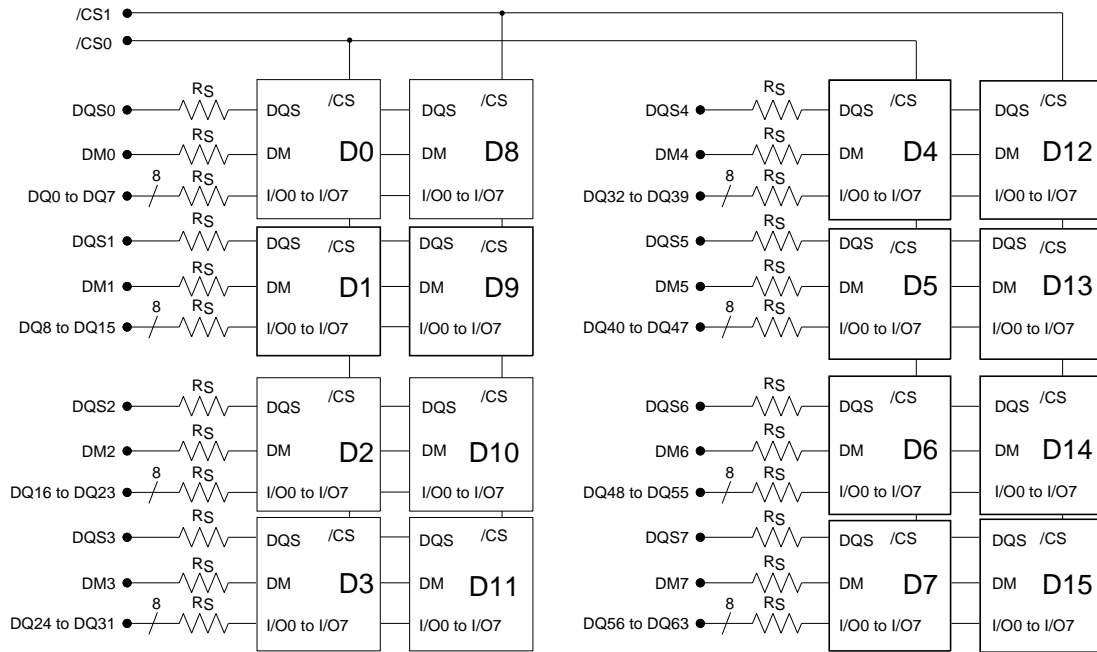 /CS1
/CS0
RS RS
DQS0 DQS /CS DQS /CS DQS4 DQS /CS DQS /CS
RS RS
DM0 DM D0 DM D8 DM4 DM D4 DM D12
8 RS 8 RS
DQ0 to DQ7 I/O0 to I/O7 I/O0 to I/O7 DQ32 to DQ39 I/O0 to I/O7 I/O0 to I/O7
RS RS
DQS1 DQS /CS DQS /CS DQS5 DQS /CS DQS /CS
RS RS
DM1 DM D1 DM D9 DM5 DM D5 DM D13
8 RS 8 RS
DQ8 to DQ15 I/O0 to I/O7 I/O0 to I/O7 DQ40 to DQ47 I/O0 to I/O7 I/O0 to I/O7
RS RS
DQS2 DQS /CS DQS /CS DQS6 DQS /CS DQS /CS
RS RS
DM2 DM D2 DM D10 DM6 DM D6 DM D14
8 RS 8 RS
DQ16 to DQ23 I/O0 to I/O7 I/O0 to I/O7 DQ48 to DQ55 I/O0 to I/O7 I/O0 to I/O7
RS RS
DQS3 DQS /CS DQS /CS DQS7 DQS /CS DQS /CS
RS RS
DM3 DM D3 DM D11 DM7 DM D7 DM D15
8 RS 8 RS
DQ24 to DQ31 I/O0 to I/O7 I/O0 to I/O7 DQ56 to DQ63 I/O0 to I/O7 I/O0 to I/O7